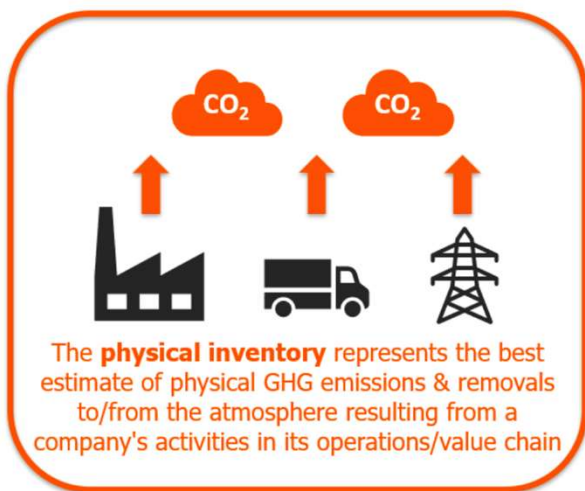 CO₂ CO₂
The physical inventory represents the best
estimate of physical GHG emissions & removals
to/from the atmosphere resulting from a
company's activities in its operations/value chain